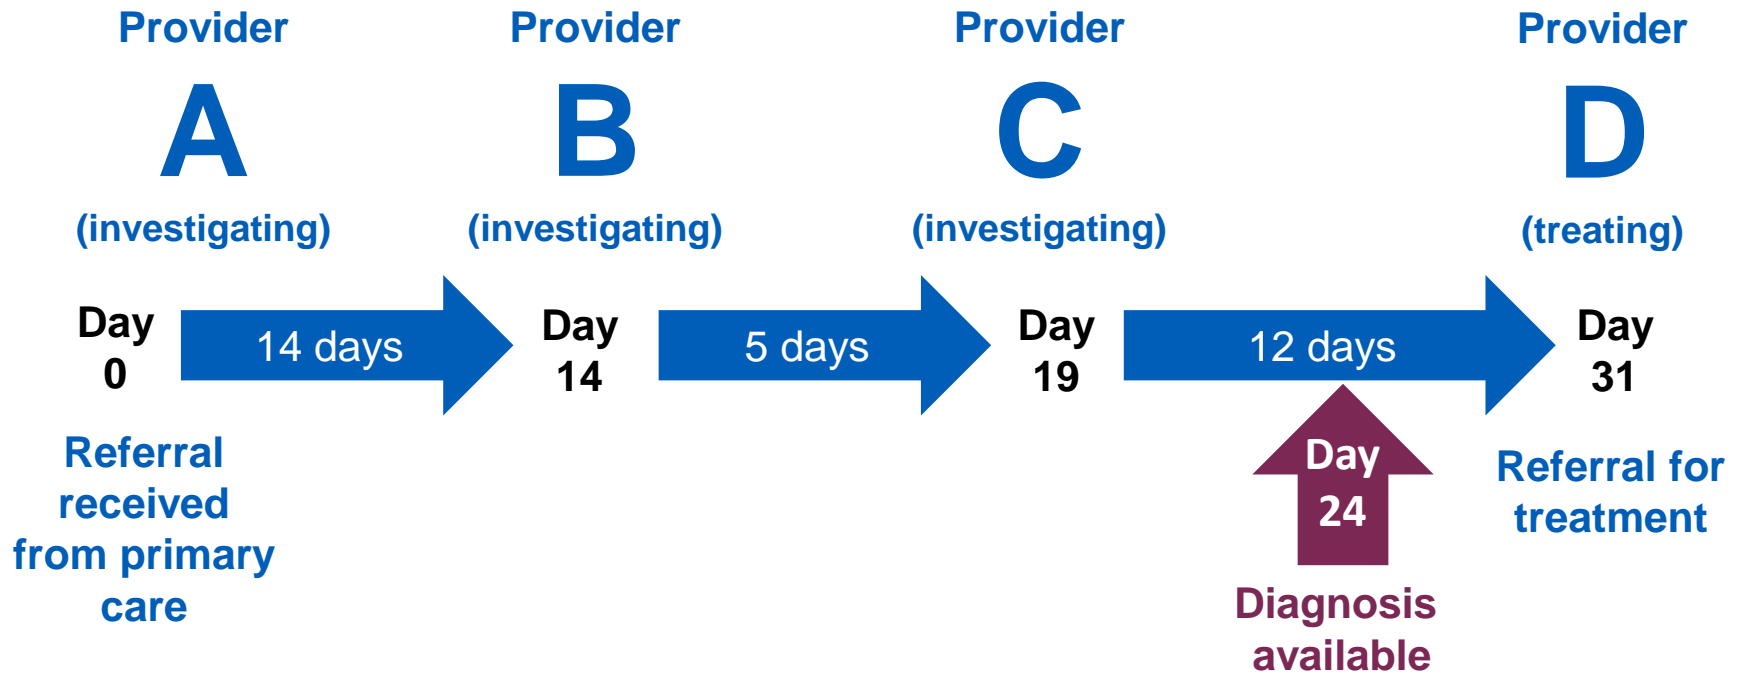 Provider
A
(investigating)
Provider
B
(investigating)
Provider
C
(investigating)
Provider
D
(treating)
Day
0
14 days
Day
14
5 days
Day
19
12 days
Day
31
Referral
received
from primary
care
Day
24
Diagnosis
available
Referral for
treatment